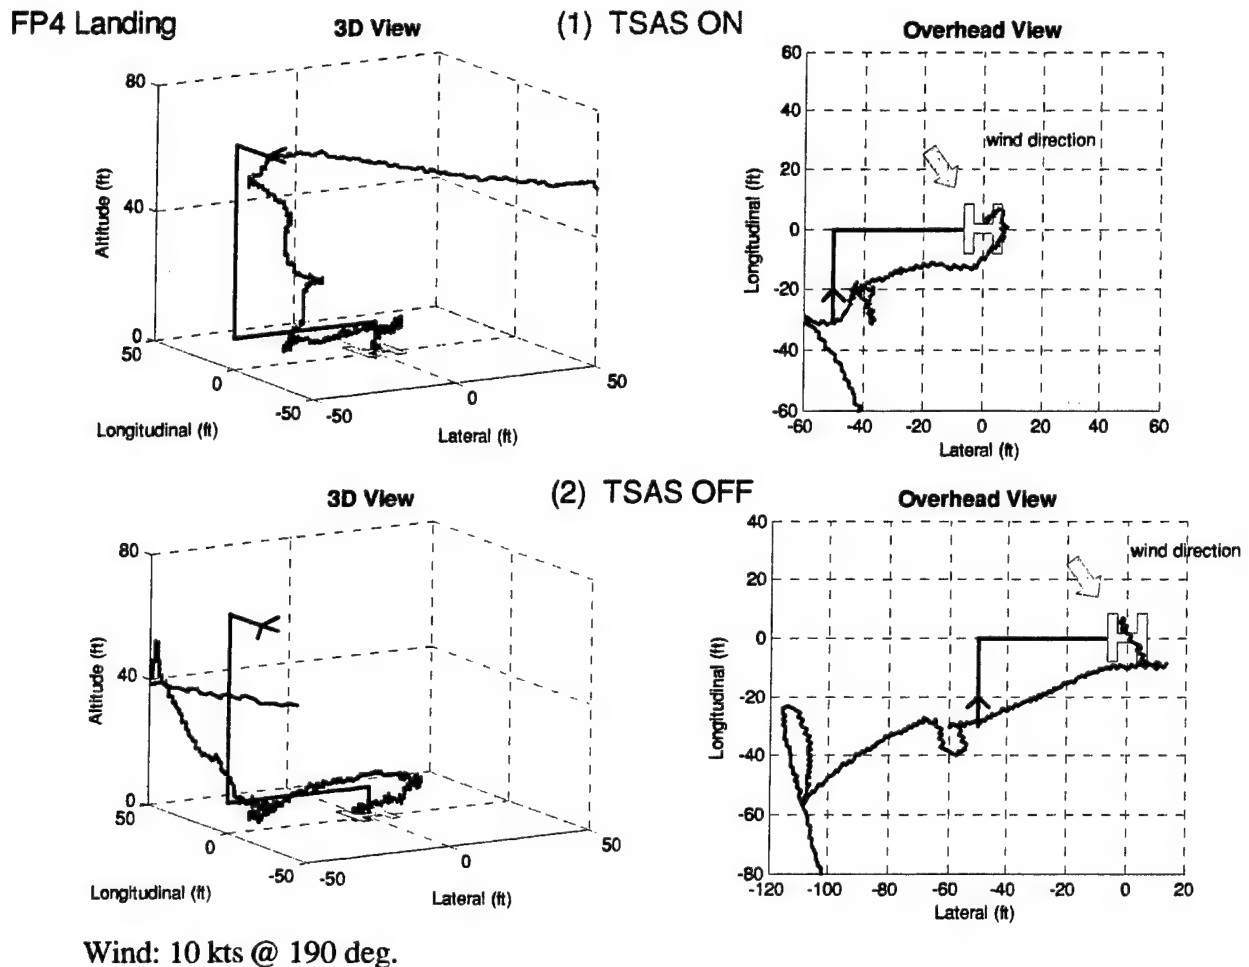 FP4 Landing
3D View
(1) TSAS ON
Overhead View
80
40
0
Altitude (ft)
50
0
-50
Longitudinal (ft)
-50
0
50
Lateral (ft)
60
40
20
0
-20
-40
-60
Longitudinal (ft)
wind direction
H
-60 -40 -20 0 20 40 60
Lateral (ft)
3D View
(2) TSAS OFF
Overhead View
80
40
0
Altitude (ft)
50
0
-50
Longitudinal (ft)
-50
0
50
Lateral (ft)
40
20
0
-20
-40
-60
-80
Longitudinal (ft)
wind direction
H
-120 -100 -80 -60 -40 -20 0 20
Lateral (ft)
Wind: 10 kts @ 190 deg.